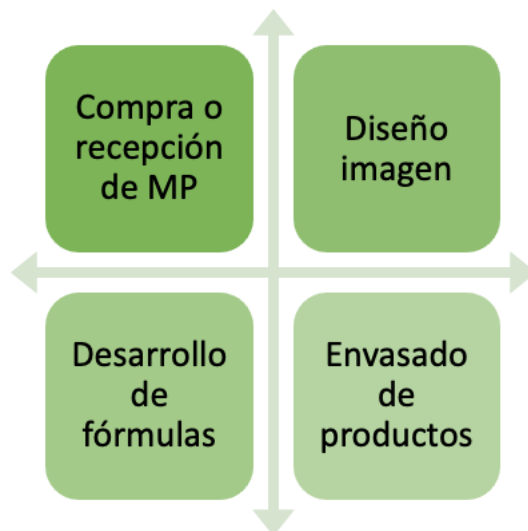 Compra o
recepción
de MP
Diseño
imagen
Desarrollo
de
fórmulas
Envasado
de
productos